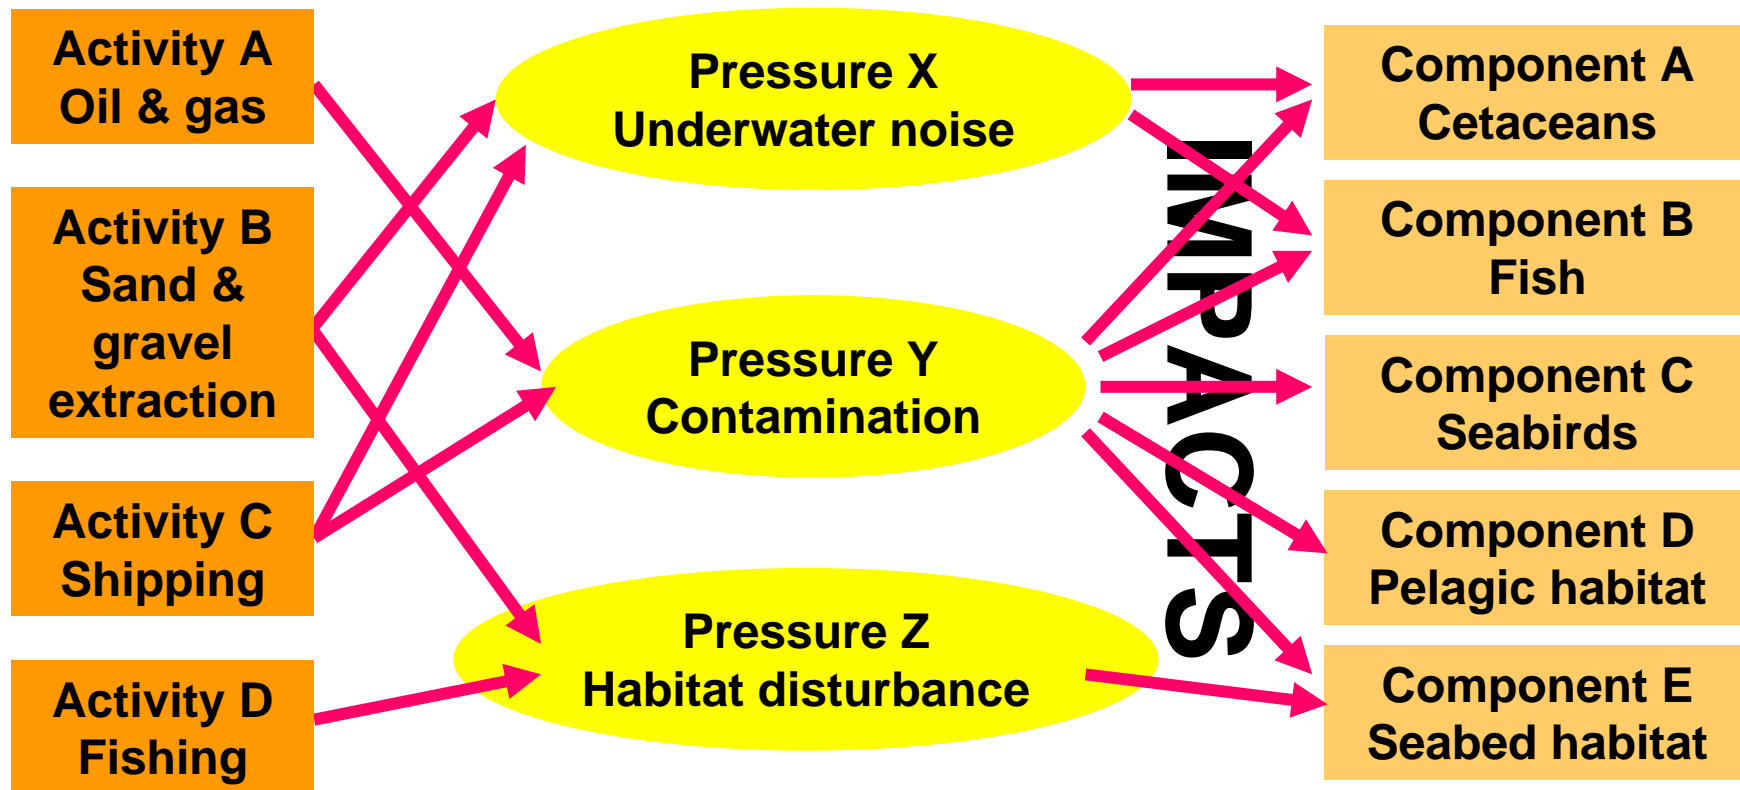 Activity A
Oil & gas
Activity B
Sand &
gravel
extraction
Activity C
Shipping
Activity D
Fishing
Pressure X
Underwater noise
Pressure Y
Contamination
Pressure Z
Habitat disturbance
IMPACTS
Component A
Cetaceans
Component B
Fish
Component C
Seabirds
Component D
Pelagic habitat
Component E
Seabed habitat